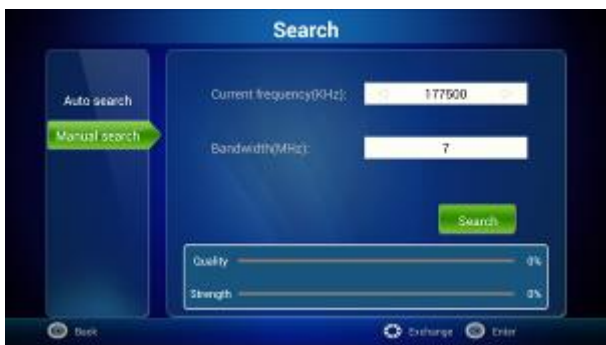 Search
Auto search
Manual search
Current frequency(KHz):
177500
Bandwidth(MHz):
7
Search
Quality 0%
Strength 0%
Back
Exchange
Enter